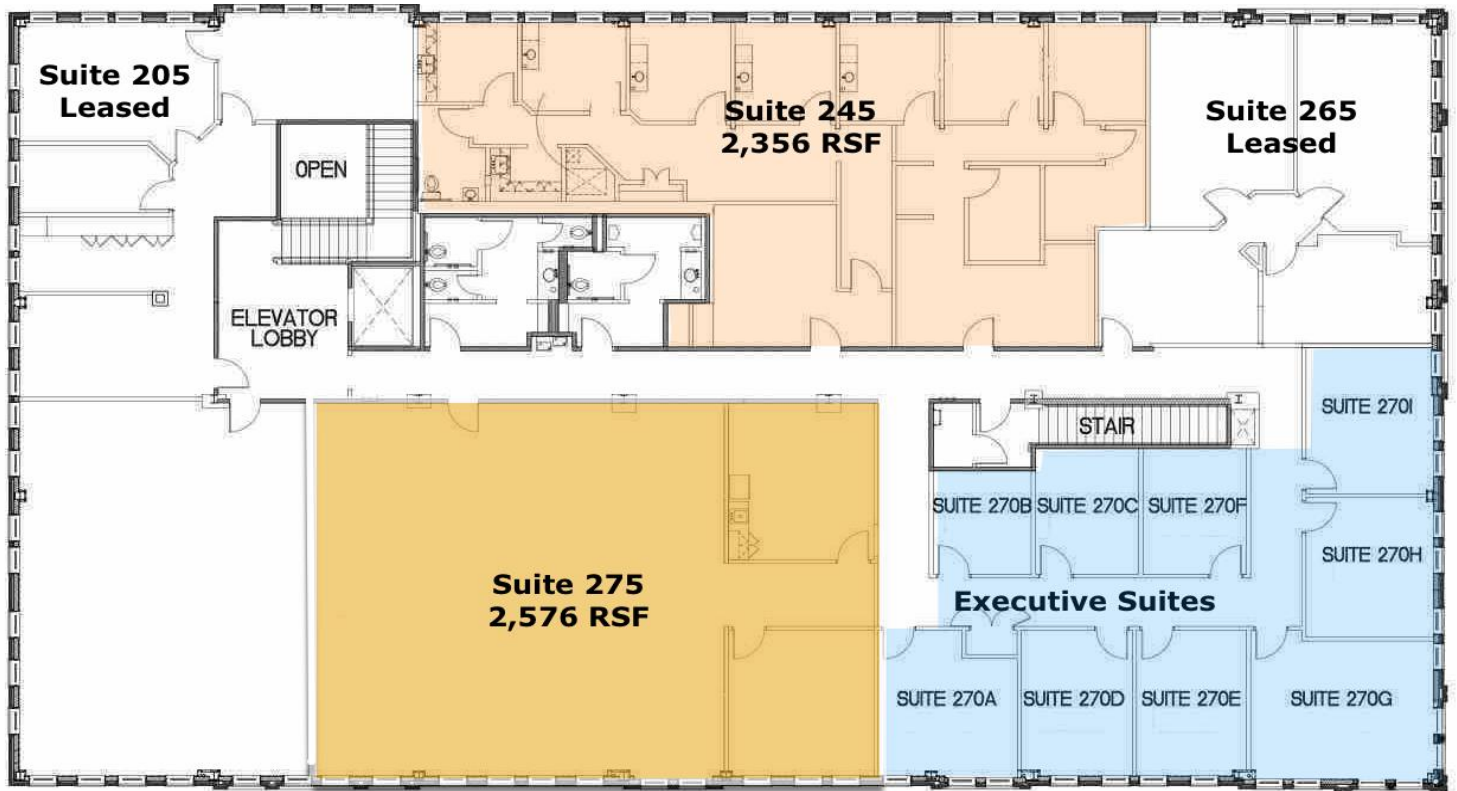 Suite 205
Leased
Suite 245
2,356 RSF
Suite 265
Leased
OPEN
ELEVATOR
LOBBY
STAIR
SUITE 270I
SUITE 270B
SUITE 270C
SUITE 270F
SUITE 270H
Suite 275
2,576 RSF
Executive Suites
SUITE 270A
SUITE 270D
SUITE 270E
SUITE 270G